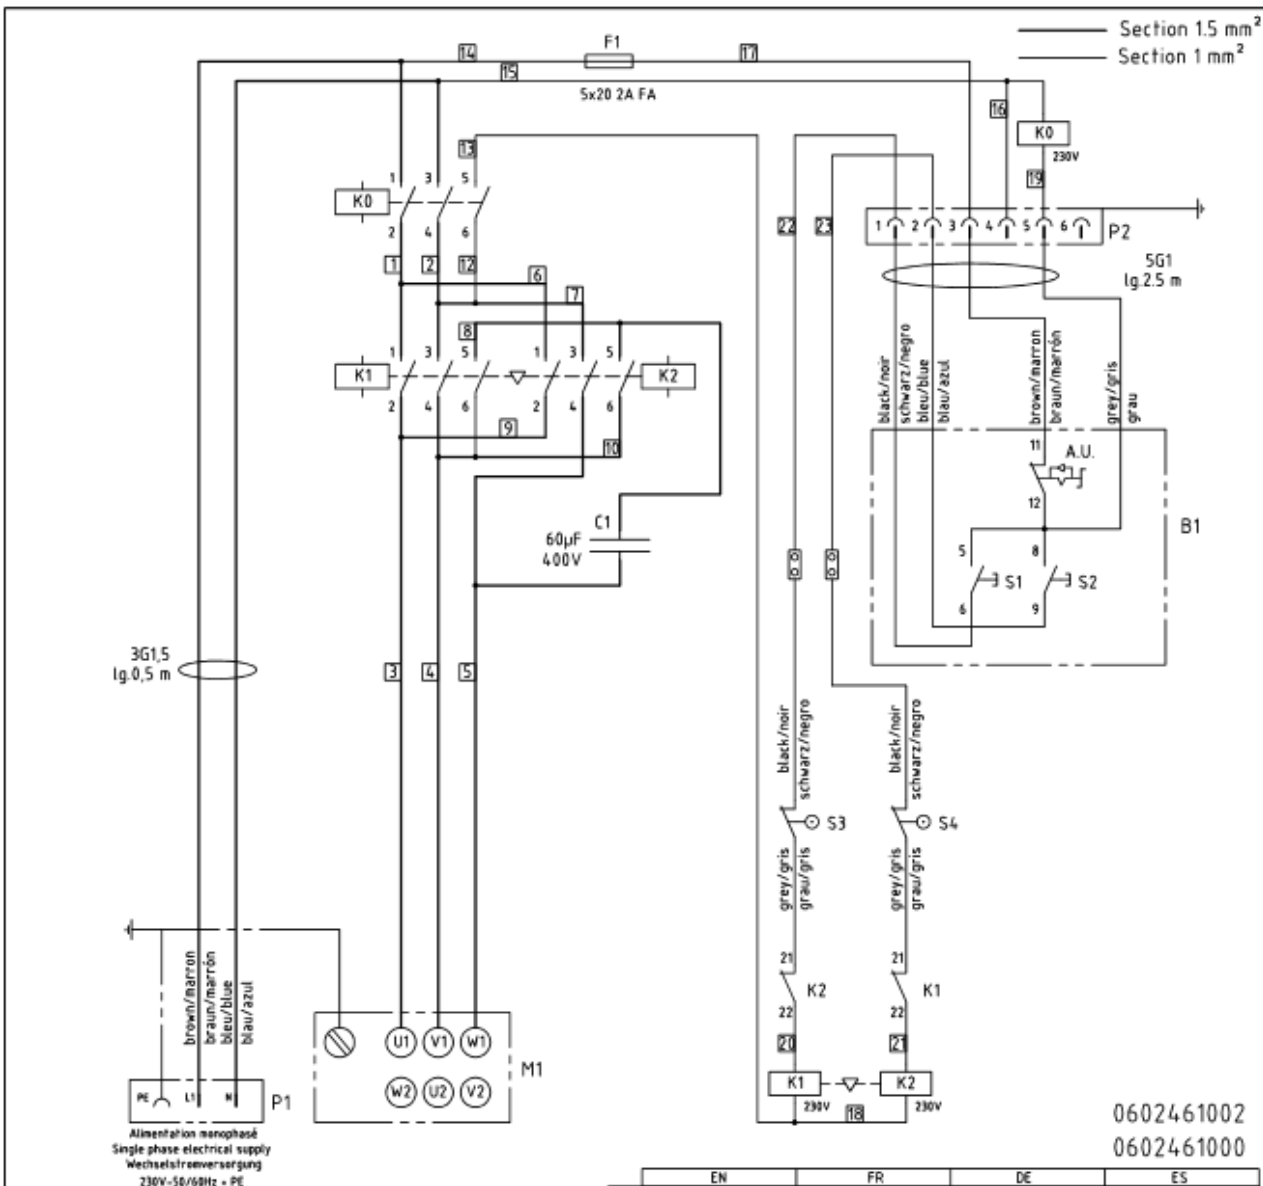 Section 1.5 mm²
Section 1 mm²
14
F1
17
15
5x20 2A FA
16
K0
230V
13
19
1
3
5
K0
2
4
6
22
23
1
2
3
4
5
6
P2
1
2
12
6
7
5G1
lg.2.5 m
8
1
3
5
1
3
5
K1
K2
2
4
6
2
4
6
9
10
black/noir
schwarz/negro
bleu/blue
blau/azul
brown/marron
braun/marrón
grey/gris
grau
11
A.U.
12
B1
C1
60µF
400V
5
8
S1
S2
6
9
3G1,5
lg.0,5 m
3
4
5
black/noir
schwarz/negro
black/noir
schwarz/negro
S3
S4
grey/gris
grau/gris
grey/gris
grau/gris
brown/marron
braun/marrón
bleu/blue
blau/azul
21
21
K2
K1
22
22
20
21
U1
V1
W1
M1
W2
U2
V2
K1
K2
230V
18
230V
PE
L1
N
P1
Alimentation monophasé
Single phase electrical supply
Wechselstromversorgung
230V-50/60Hz + PE
0602461002
0602461000
EN
FR
DE
ES